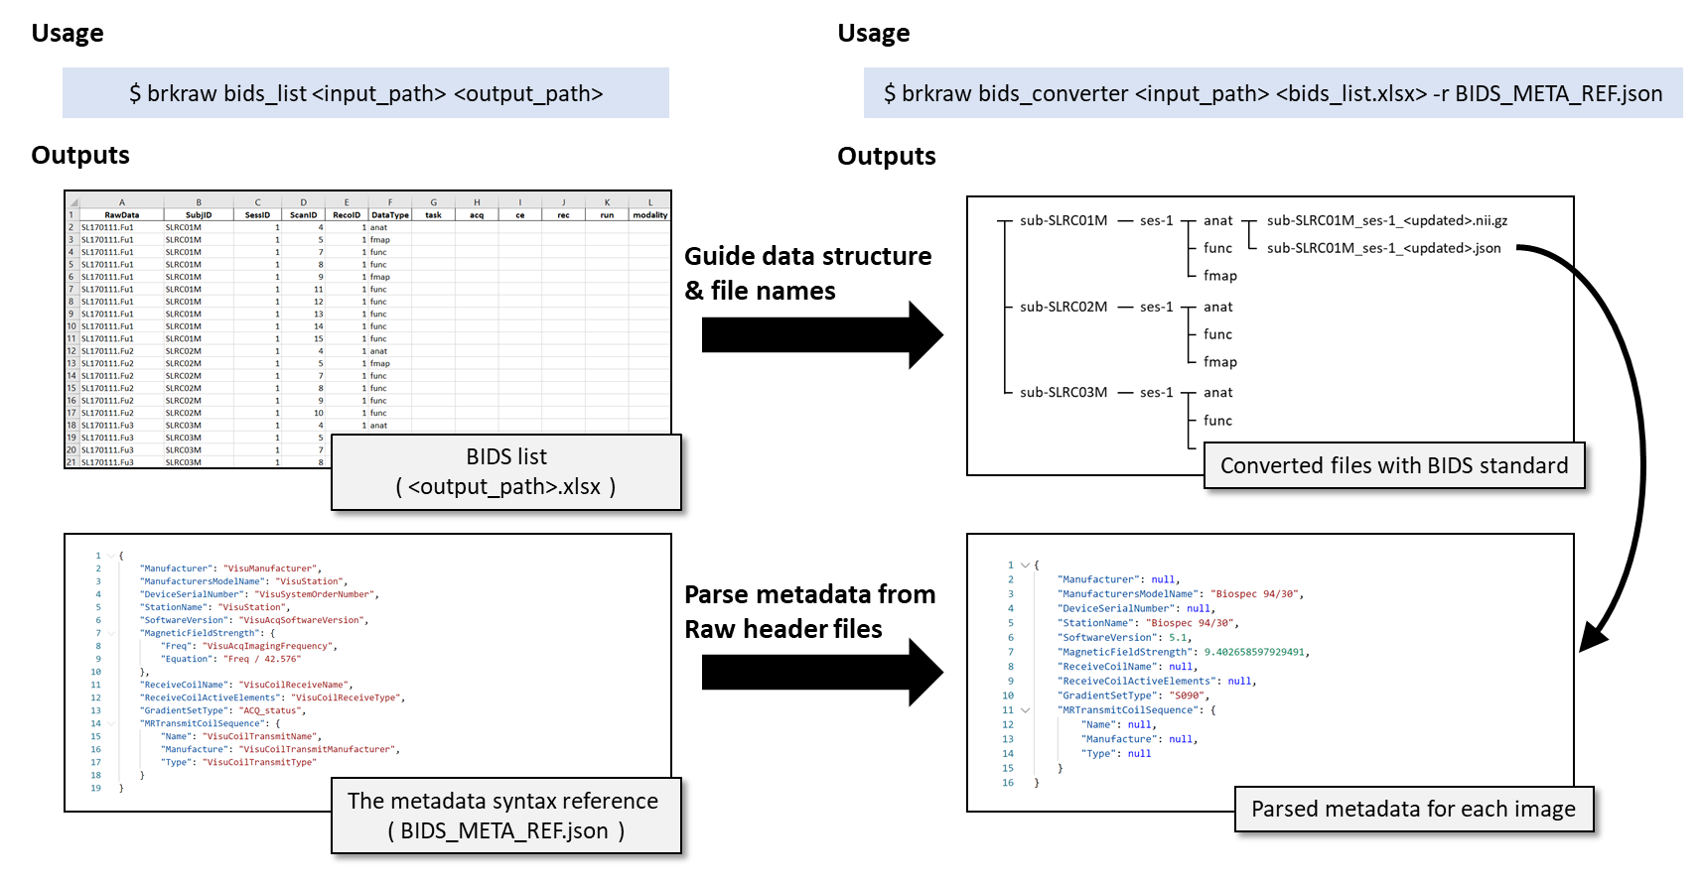 Usage
$ brkraw bids_list <input_path> <output_path>
Outputs
A B C D E F G H I J K L
1 RawData SubjID SessID ScanID RecoID DataType task acq ce rec run modality
2 SL170111.Fu1 SLRC01M 1 4 1 anat
3 SL170111.Fu1 SLRC01M 1 5 1 fmap
4 SL170111.Fu1 SLRC01M 1 7 1 func
5 SL170111.Fu1 SLRC01M 1 8 1 func
6 SL170111.Fu1 SLRC01M 1 9 1 fmap
7 SL170111.Fu1 SLRC01M 1 11 1 func
8 SL170111.Fu1 SLRC01M 1 12 1 func
9 SL170111.Fu1 SLRC01M 1 13 1 func
10 SL170111.Fu1 SLRC01M 1 14 1 func
11 SL170111.Fu1 SLRC01M 1 15 1 func
12 SL170111.Fu2 SLRC02M 1 4 1 anat
13 SL170111.Fu2 SLRC02M 1 5 1 fmap
14 SL170111.Fu2 SLRC02M 1 7 1 func
15 SL170111.Fu2 SLRC02M 1 8 1 func
16 SL170111.Fu2 SLRC02M 1 9 1 func
17 SL170111.Fu2 SLRC02M 1 10 1 func
18 SL170111.Fu3 SLRC03M 1 4 1 anat
19 SL170111.Fu3 SLRC03M 1 5
20 SL170111.Fu3 SLRC03M 1 7
21 SL170111.Fu3 SLRC03M 1 8
BIDS list
( <output_path>.xlsx )
1 {
2 "Manufacturer": "VisuManufacturer",
3 "ManufacturersModelName": "VisuStation",
4 "DeviceSerialNumber": "VisuSystemOrderNumber",
5 "StationName": "VisuStation",
6 "SoftwareVersion": "VisuAcqSoftwareVersion",
7 "MagneticFieldStrength": {
8 "Freq": "VisuAcqImagingFrequency",
9 "Equation": "Freq / 42.576"
10 },
11 "ReceiveCoilName": "VisuCoilReceiveName",
12 "ReceiveCoilActiveElements": "VisuCoilReceiveType",
13 "GradientSetType": "ACQ_status",
14 "MRTransmitCoilSequence": {
15 "Name": "VisuCoilTransmitName",
16 "Manufacture": "VisuCoilTransmitManufacturer",
17 "Type": "VisuCoilTransmitType"
18 }
19 }
The metadata syntax reference
( BIDS_META_REF.json )
Guide data structure
& file names
Parse metadata from
Raw header files
Usage
$ brkraw bids_converter <input_path> <bids_list.xlsx> -r BIDS_META_REF.json
Outputs
sub-SLRC01M ses-1 anat sub-SLRC01M_ses-1_<updated>.nii.gz
func sub-SLRC01M_ses-1_<updated>.json
fmap
sub-SLRC02M ses-1 anat
func
fmap
sub-SLRC03M ses-1 anat
func
Converted files with BIDS standard
1 {
2 "Manufacturer": null,
3 "ManufacturersModelName": "Biospec 94/30",
4 "DeviceSerialNumber": null,
5 "StationName": "Biospec 94/30",
6 "SoftwareVersion": 5.1,
7 "MagneticFieldStrength": 9.402658597929491,
8 "ReceiveCoilName": null,
9 "ReceiveCoilActiveElements": null,
10 "GradientSetType": "S090",
11 "MRTransmitCoilSequence": {
12 "Name": null,
13 "Manufacture": null,
14 "Type": null
15 }
16 }
Parsed metadata for each image